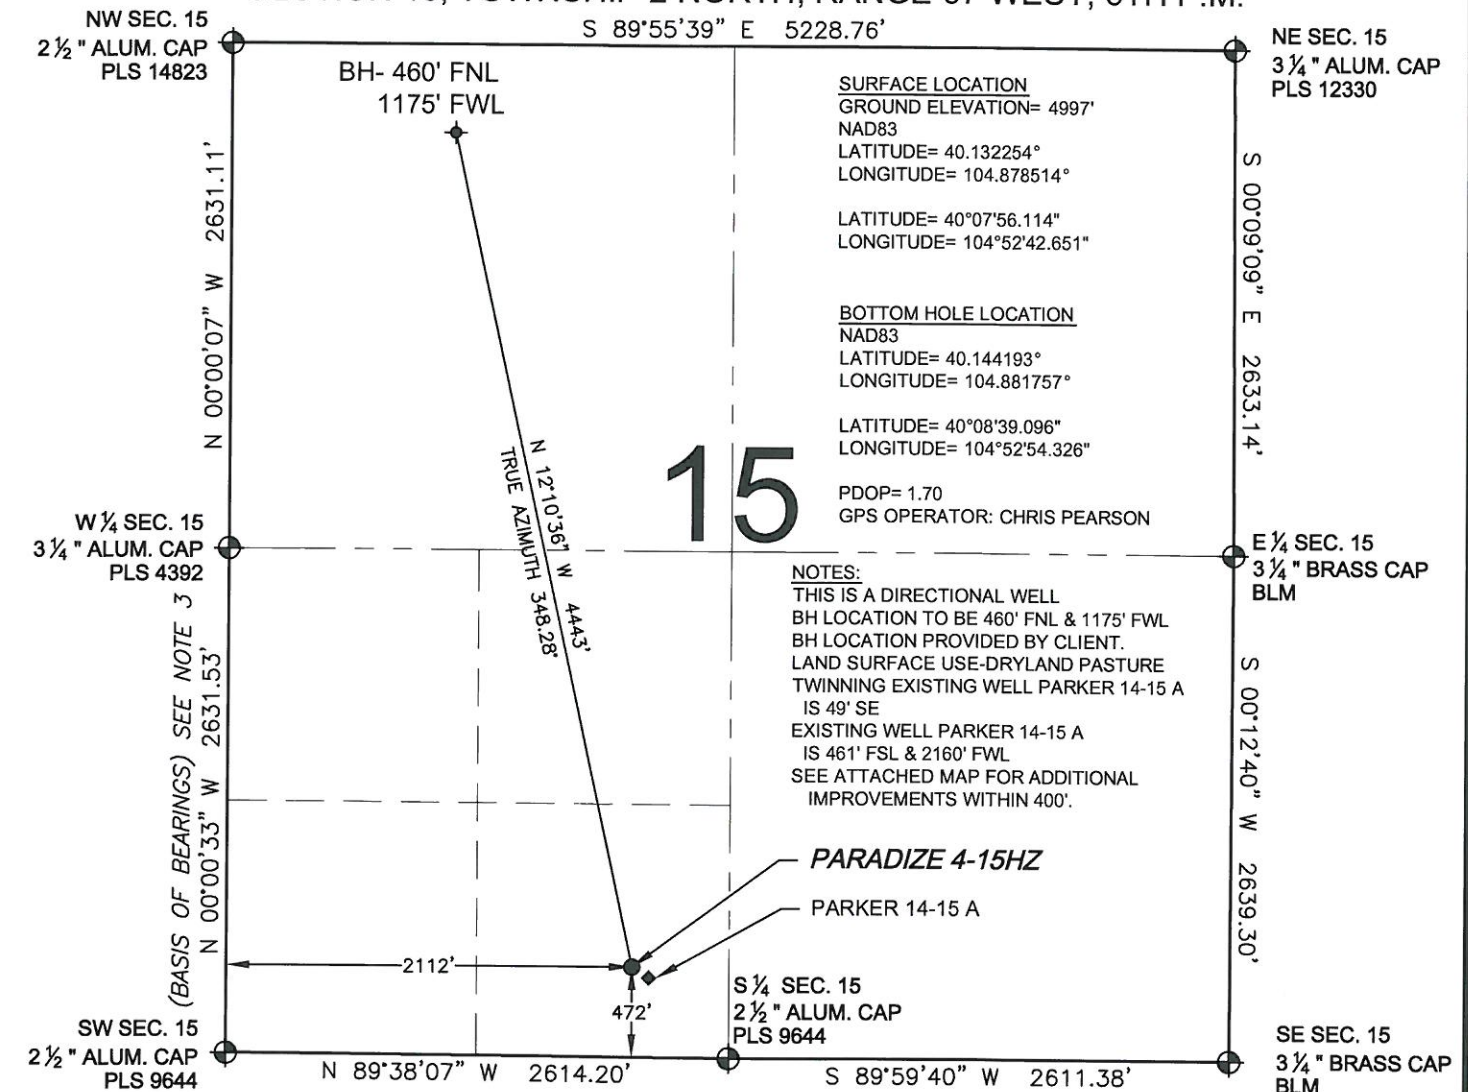 S 89°55'39" E 5228.76'
NW SEC. 15
2 ½" ALUM. CAP
PLS 14823
NE SEC. 15
3 ¼" ALUM. CAP
PLS 12330
BH- 460' FNL
1175' FWL
SURFACE LOCATION
GROUND ELEVATION= 4997'
NAD83
LATITUDE= 40.132254°
LONGITUDE= 104.878514°
LATITUDE= 40°07'56.114"
LONGITUDE= 104°52'42.651"
BOTTOM HOLE LOCATION
NAD83
LATITUDE= 40.144193°
LONGITUDE= 104.881757°
LATITUDE= 40°08'39.096"
LONGITUDE= 104°52'54.326"
PDOP= 1.70
GPS OPERATOR: CHRIS PEARSON
N 00°00'07" W 2631.11'
S 00°09'09" E 2633.14'
N 12°10'36" W 4443'
TRUE AZIMUTH 348.28°
15
W ¼ SEC. 15
3 ¼" ALUM. CAP
PLS 4392
E ¼ SEC. 15
3 ¼" BRASS CAP
BLM
NOTES:
THIS IS A DIRECTIONAL WELL
BH LOCATION TO BE 460' FNL & 1175' FWL
BH LOCATION PROVIDED BY CLIENT.
LAND SURFACE USE-DRYLAND PASTURE
TWINNING EXISTING WELL PARKER 14-15 A
IS 49' SE
EXISTING WELL PARKER 14-15 A
IS 461' FSL & 2160' FWL
SEE ATTACHED MAP FOR ADDITIONAL
IMPROVEMENTS WITHIN 400'.
(BASIS OF BEARINGS) SEE NOTE 3
N 00°00'33" W 2631.53'
S 00°12'40" W 2639.30'
PARADIZE 4-15HZ
PARKER 14-15 A
2112'
472'
S ¼ SEC. 15
2 ½" ALUM. CAP
PLS 9644
SW SEC. 15
2 ½" ALUM. CAP
PLS 9644
SE SEC. 15
3 ¼" BRASS CAP
BLM
N 89°38'07" W 2614.20'
S 89°59'40" W 2611.38'